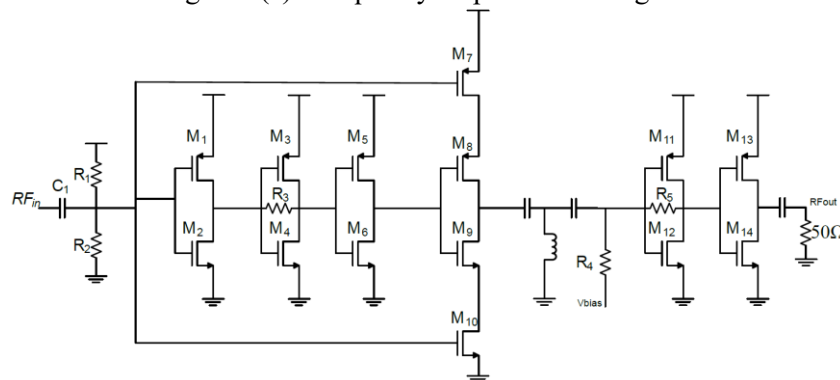 M₇
M₁
M₃
M₅
M₈
M₁₁
M₁₃
R₁
C₁
RFᵢₙ
R₃
R₅
RFout
50Ω
R₂
M₂
M₄
M₆
M₉
M₁₂
M₁₄
R₄
Vbias
M₁₀